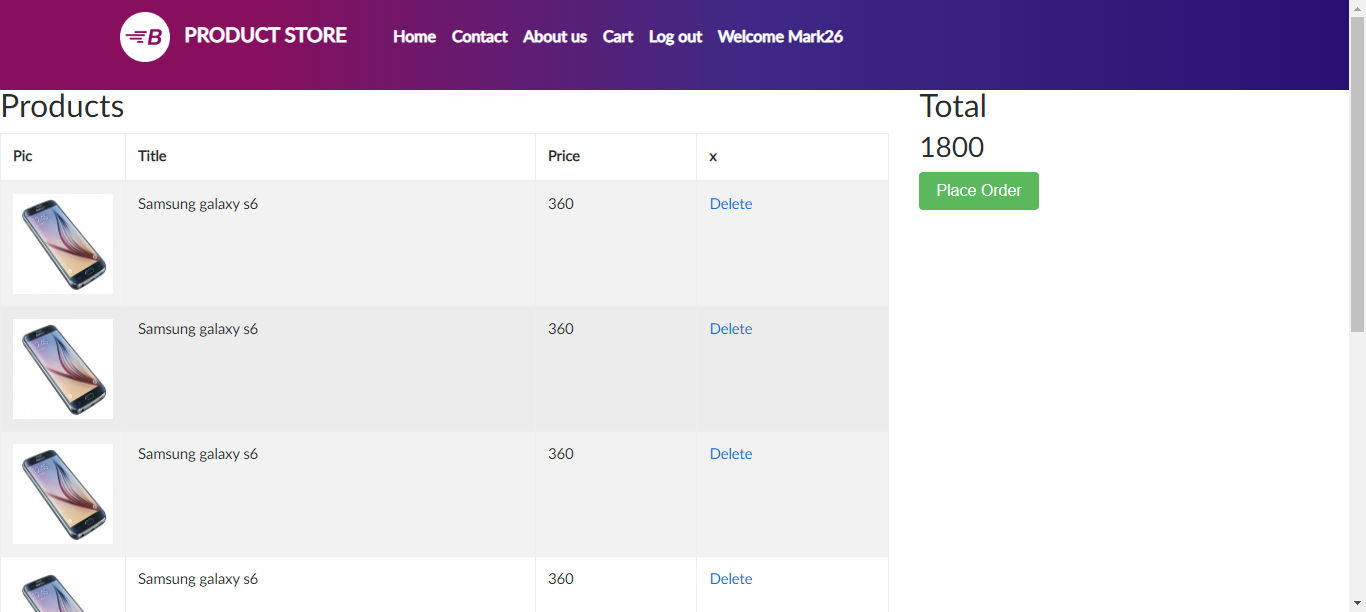 B PRODUCT STORE Home Contact About us Cart Log out Welcome Mark26
Products
Total
1800
Place Order
Pic Title Price x
Samsung galaxy s6 360 Delete
Samsung galaxy s6 360 Delete
Samsung galaxy s6 360 Delete
Samsung galaxy s6 360 Delete